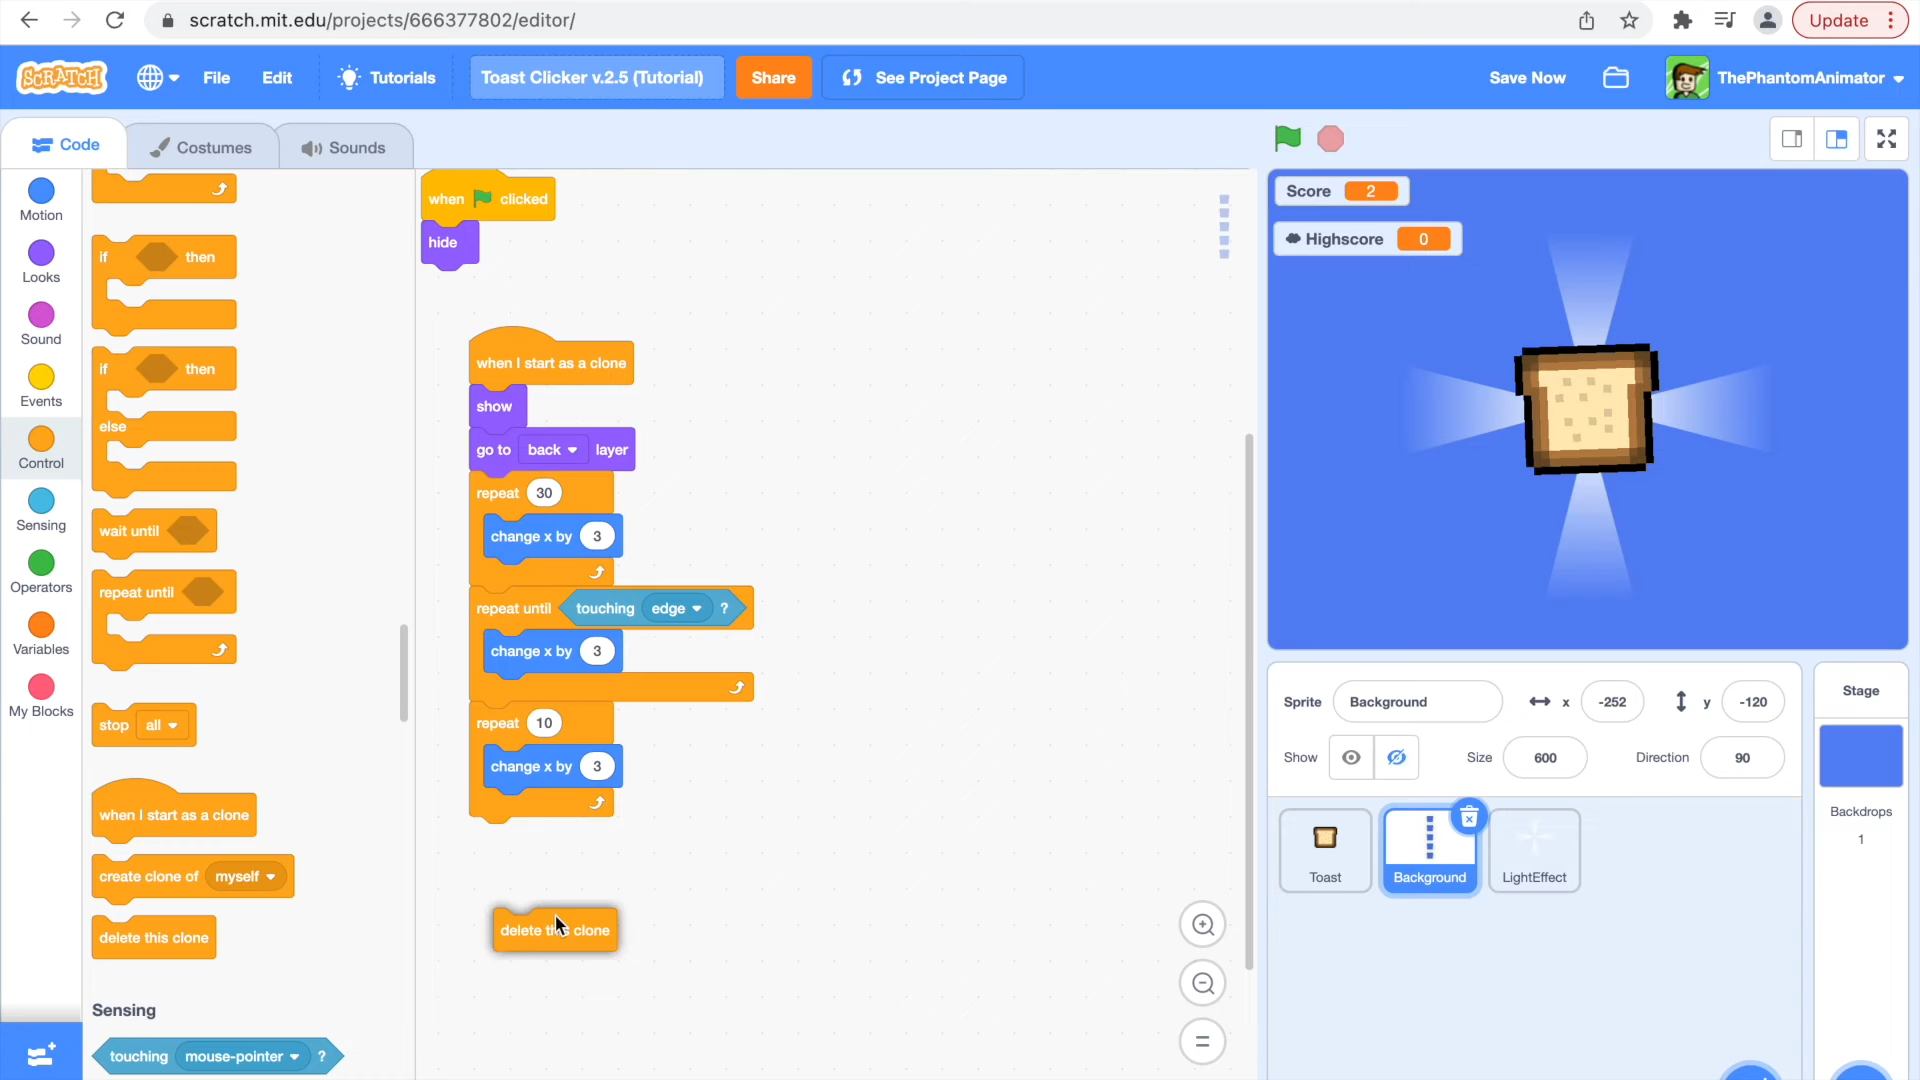 scratch.mit.edu/projects/666377802/editor/
Update
SCRATCH
File
Edit
Tutorials
Toast Clicker v.2.5 (Tutorial)
Share
See Project Page
Save Now
ThePhantomAnimator
Code
Costumes
Sounds
Motion
Looks
Sound
Events
Control
Sensing
Operators
Variables
My Blocks
if then
if then
else
wait until
repeat until
stop all
when I start as a clone
create clone of myself
delete this clone
Sensing
touching mouse-pointer ?
when clicked
hide
when I start as a clone
show
go to back layer
repeat 30
change x by 3
repeat until touching edge ?
change x by 3
repeat 10
change x by 3
delete this clone
Score 2
Highscore 0
Sprite Background x -252 y -120
Show Size 600 Direction 90
Toast
Background
LightEffect
Stage
Backdrops
1